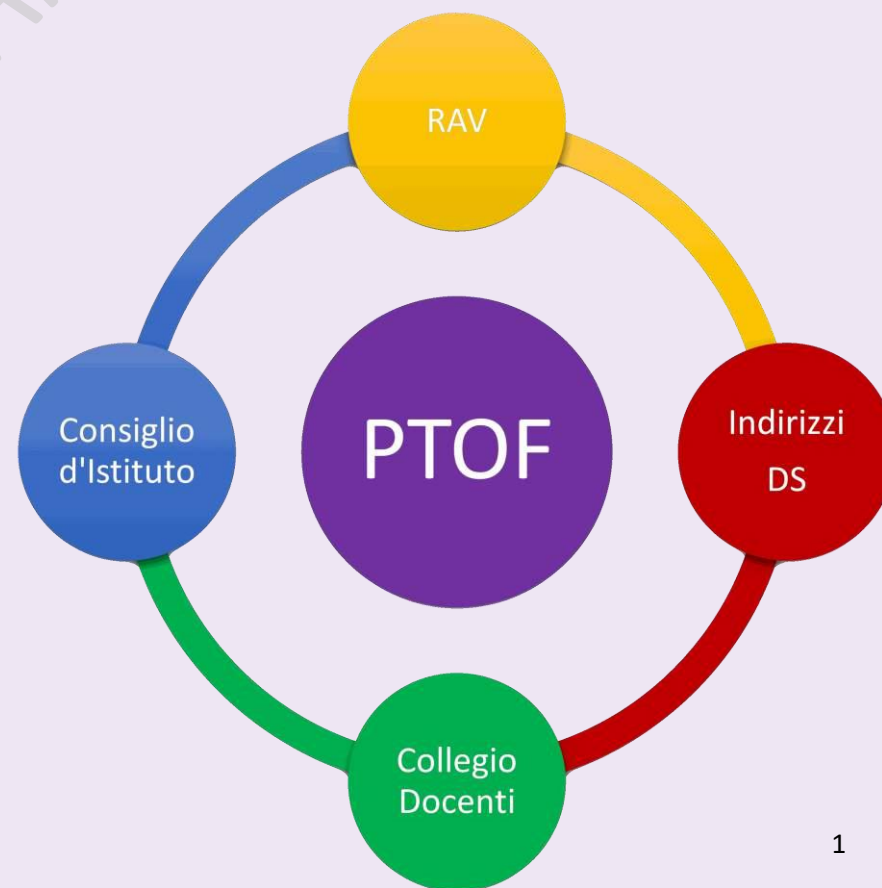 RAV
Consiglio
d'Istituto
PTOF
Indirizzi
DS
Collegio
Docenti
1